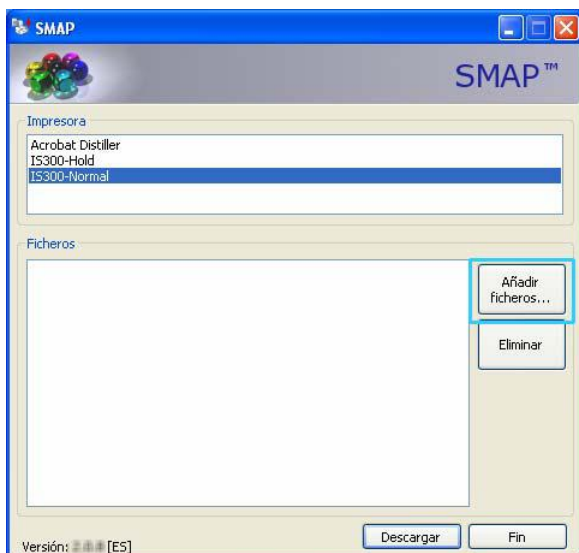 SMAP
SMAP™
Impresora
Acrobat Distiller
IS300-Hold
IS300-Normal
Ficheros
Añadir
ficheros...
Eliminar
Descargar
Fin
Versión: [ES]